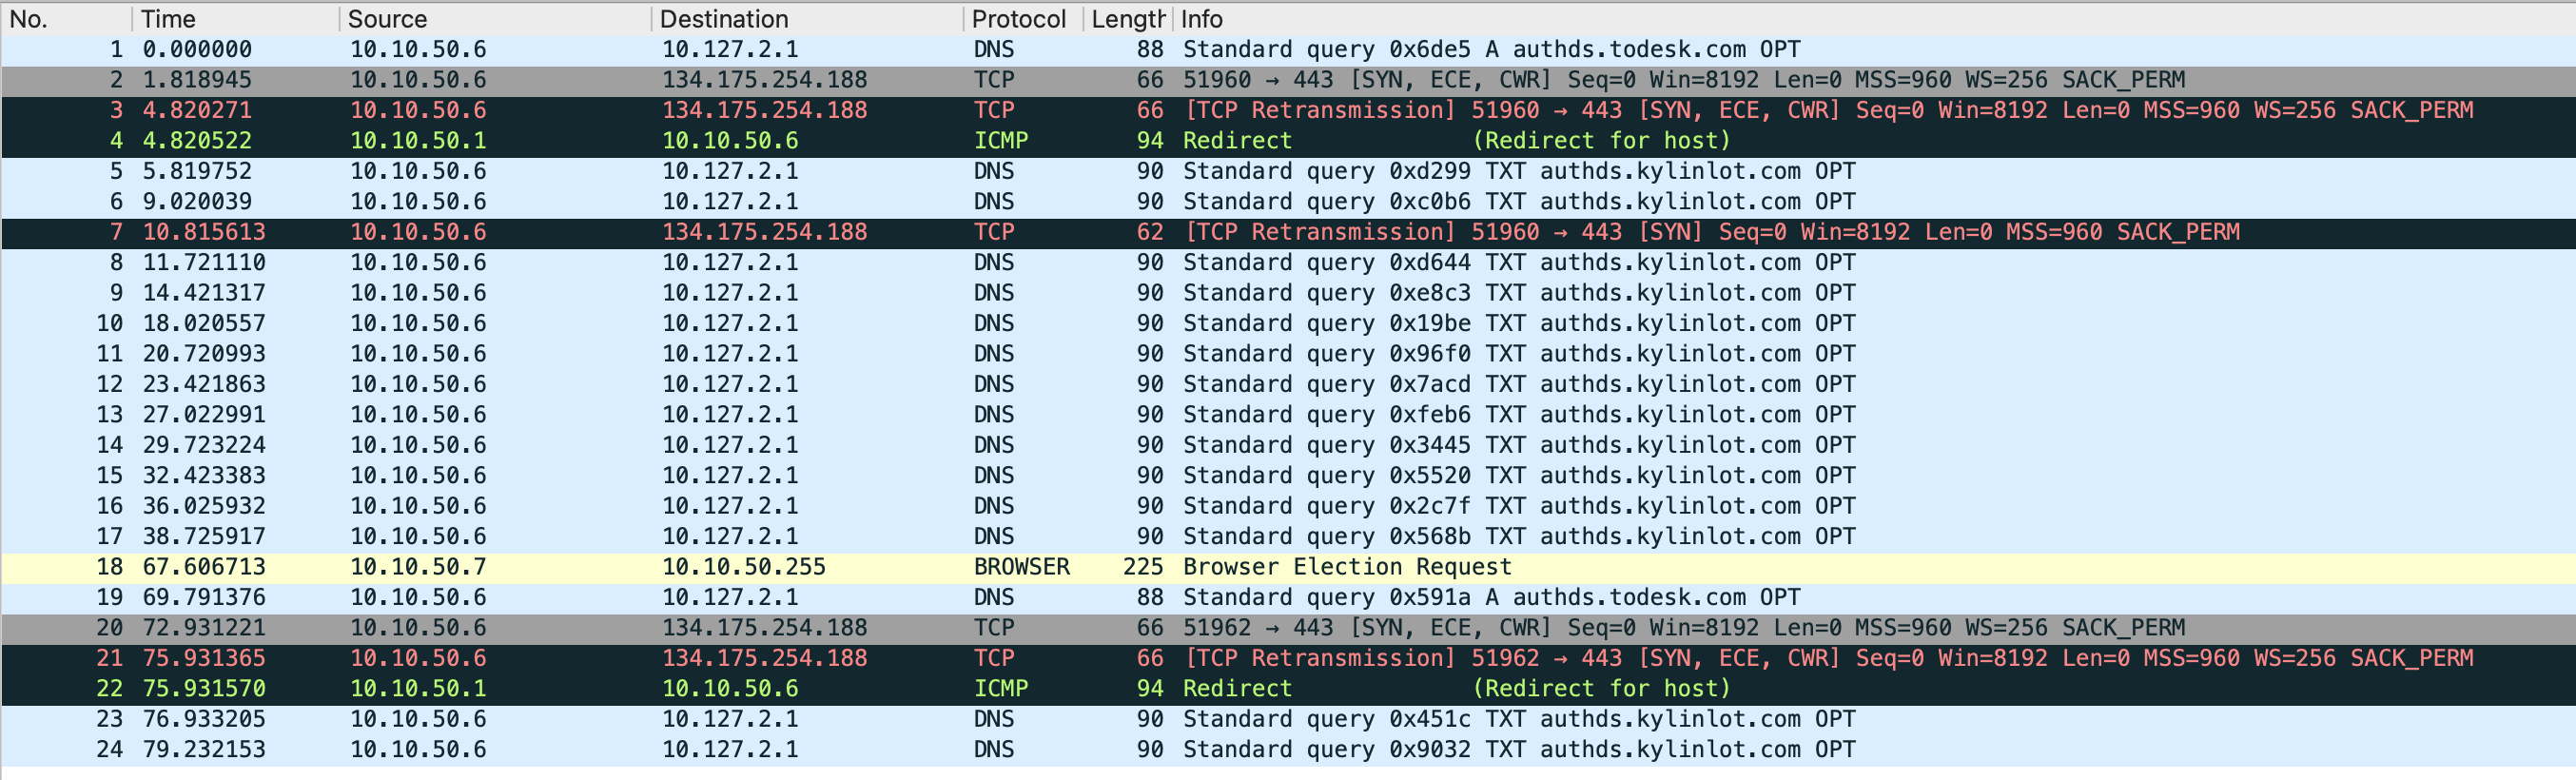 No. Time Source Destination Protocol Length Info
1 0.000000 10.10.50.6 10.127.2.1 DNS 88 Standard query 0x6de5 A authds.todesk.com OPT
2 1.818945 10.10.50.6 134.175.254.188 TCP 66 51960 → 443 [SYN, ECE, CWR] Seq=0 Win=8192 Len=0 MSS=960 WS=256 SACK_PERM
3 4.820271 10.10.50.6 134.175.254.188 TCP 66 [TCP Retransmission] 51960 → 443 [SYN, ECE, CWR] Seq=0 Win=8192 Len=0 MSS=960 WS=256 SACK_PERM
4 4.820522 10.10.50.1 10.10.50.6 ICMP 94 Redirect (Redirect for host)
5 5.819752 10.10.50.6 10.127.2.1 DNS 90 Standard query 0xd299 TXT authds.kylinlot.com OPT
6 9.020039 10.10.50.6 10.127.2.1 DNS 90 Standard query 0xc0b6 TXT authds.kylinlot.com OPT
7 10.815613 10.10.50.6 134.175.254.188 TCP 62 [TCP Retransmission] 51960 → 443 [SYN] Seq=0 Win=8192 Len=0 MSS=960 SACK_PERM
8 11.721110 10.10.50.6 10.127.2.1 DNS 90 Standard query 0xd644 TXT authds.kylinlot.com OPT
9 14.421317 10.10.50.6 10.127.2.1 DNS 90 Standard query 0xe8c3 TXT authds.kylinlot.com OPT
10 18.020557 10.10.50.6 10.127.2.1 DNS 90 Standard query 0x19be TXT authds.kylinlot.com OPT
11 20.720993 10.10.50.6 10.127.2.1 DNS 90 Standard query 0x96f0 TXT authds.kylinlot.com OPT
12 23.421863 10.10.50.6 10.127.2.1 DNS 90 Standard query 0x7acd TXT authds.kylinlot.com OPT
13 27.022991 10.10.50.6 10.127.2.1 DNS 90 Standard query 0xfeb6 TXT authds.kylinlot.com OPT
14 29.723224 10.10.50.6 10.127.2.1 DNS 90 Standard query 0x3445 TXT authds.kylinlot.com OPT
15 32.423383 10.10.50.6 10.127.2.1 DNS 90 Standard query 0x5520 TXT authds.kylinlot.com OPT
16 36.025932 10.10.50.6 10.127.2.1 DNS 90 Standard query 0x2c7f TXT authds.kylinlot.com OPT
17 38.725917 10.10.50.6 10.127.2.1 DNS 90 Standard query 0x568b TXT authds.kylinlot.com OPT
18 67.606713 10.10.50.7 10.10.50.255 BROWSER 225 Browser Election Request
19 69.791376 10.10.50.6 10.127.2.1 DNS 88 Standard query 0x591a A authds.todesk.com OPT
20 72.931221 10.10.50.6 134.175.254.188 TCP 66 51962 → 443 [SYN, ECE, CWR] Seq=0 Win=8192 Len=0 MSS=960 WS=256 SACK_PERM
21 75.931365 10.10.50.6 134.175.254.188 TCP 66 [TCP Retransmission] 51962 → 443 [SYN, ECE, CWR] Seq=0 Win=8192 Len=0 MSS=960 WS=256 SACK_PERM
22 75.931570 10.10.50.1 10.10.50.6 ICMP 94 Redirect (Redirect for host)
23 76.933205 10.10.50.6 10.127.2.1 DNS 90 Standard query 0x451c TXT authds.kylinlot.com OPT
24 79.232153 10.10.50.6 10.127.2.1 DNS 90 Standard query 0x9032 TXT authds.kylinlot.com OPT